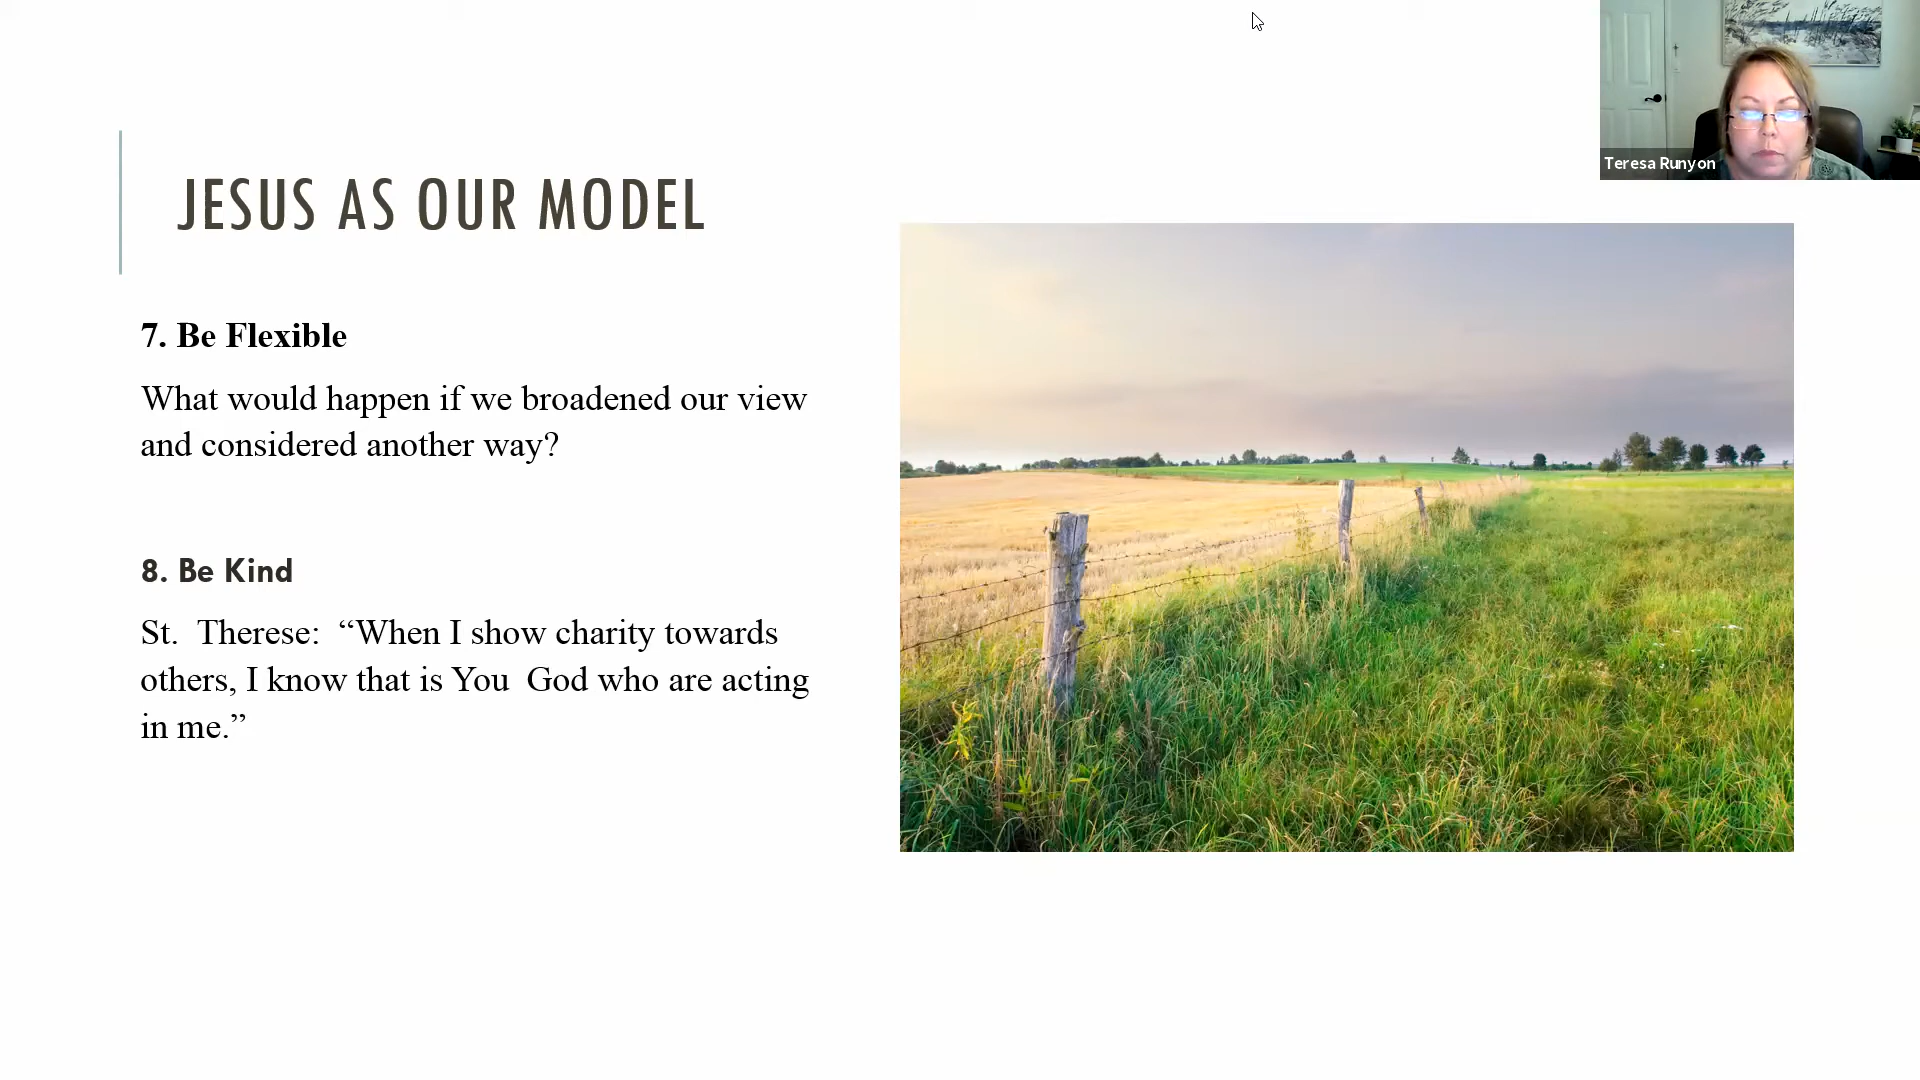 JESUS AS OUR MODEL
7. Be Flexible
What would happen if we broadened our view
and considered another way?
8. Be Kind
St.  Therese:  “When I show charity towards
others, I know that is You  God who are acting
in me.”
Teresa Runyon